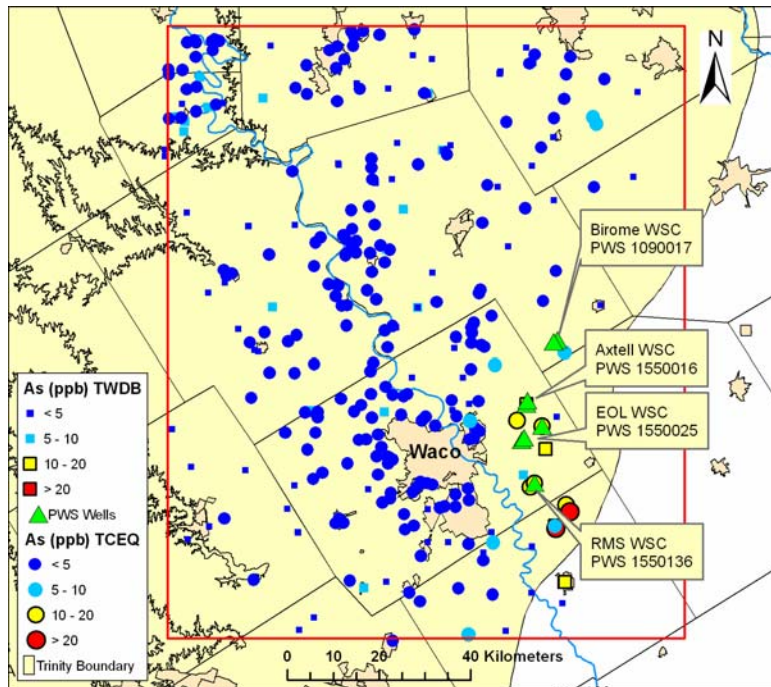 N
Birome WSC
PWS 1090017
Axtell WSC
PWS 1550016
EOL WSC
PWS 1550025
Waco
RMS WSC
PWS 1550136
As (ppb) TWDB
< 5
5 - 10
10 - 20
> 20
PWS Wells
As (ppb) TCEQ
< 5
5 - 10
10 - 20
> 20
Trinity Boundary
0 10 20 40 Kilometers